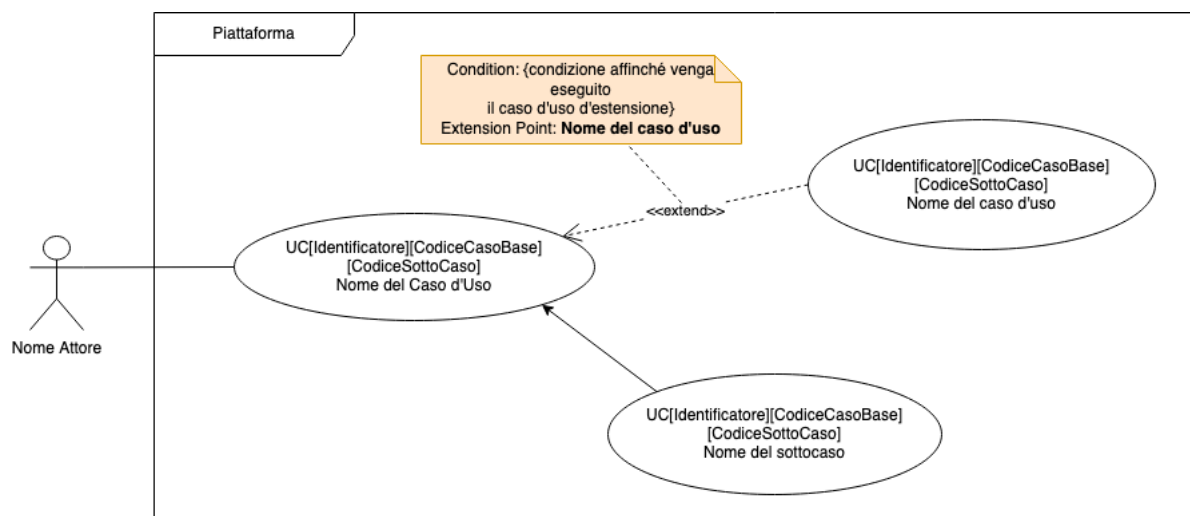 Piattaforma
Condition: {condizione affinché venga
eseguito
il caso d'uso d'estensione}
Extension Point: Nome del caso d'uso
UC[Identificatore][CodiceCasoBase]
[CodiceSottoCaso]
Nome del caso d'uso
<<extend>>
UC[Identificatore][CodiceCasoBase]
[CodiceSottoCaso]
Nome del Caso d'Uso
Nome Attore
UC[Identificatore][CodiceCasoBase]
[CodiceSottoCaso]
Nome del sottocaso